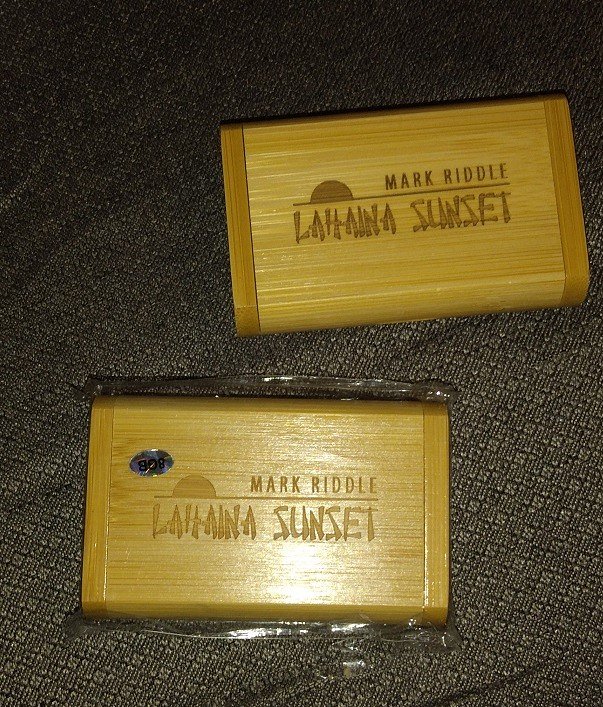 MARK RIDDLE
LAHAINA SUNSET
8GB
MARK RIDDLE
LAHAINA SUNSET